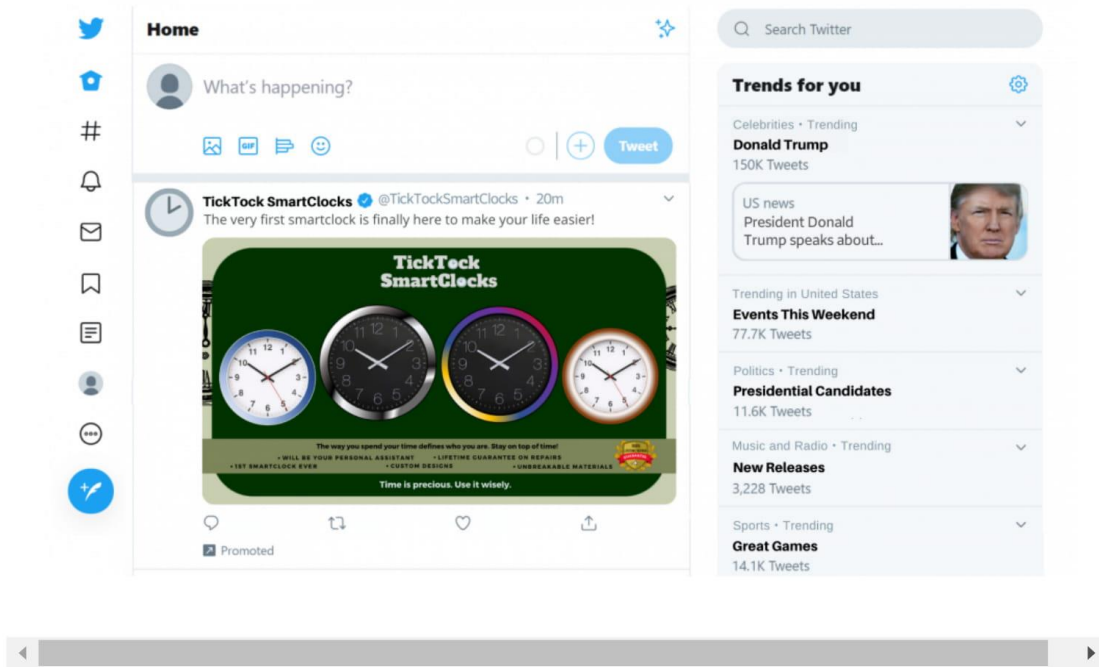 Home
What's happening?
GIF
Tweet
TickTock SmartClocks @TickTockSmartClocks · 20m
The very first smartclock is finally here to make your life easier!
TickTock
SmartClocks
The way you spend your time defines who you are. Stay on top of time!
• WILL BE YOUR PERSONAL ASSISTANT • LIFETIME GUARANTEE ON REPAIRS
• 1ST SMARTCLOCK EVER • CUSTOM DESIGNS • UNBREAKABLE MATERIALS
Time is precious. Use it wisely.
Promoted
Search Twitter
Trends for you
Celebrities · Trending
Donald Trump
150K Tweets
US news
President Donald
Trump speaks about...
Trending in United States
Events This Weekend
77.7K Tweets
Politics · Trending
Presidential Candidates
11.6K Tweets
Music and Radio · Trending
New Releases
3,228 Tweets
Sports · Trending
Great Games
14.1K Tweets